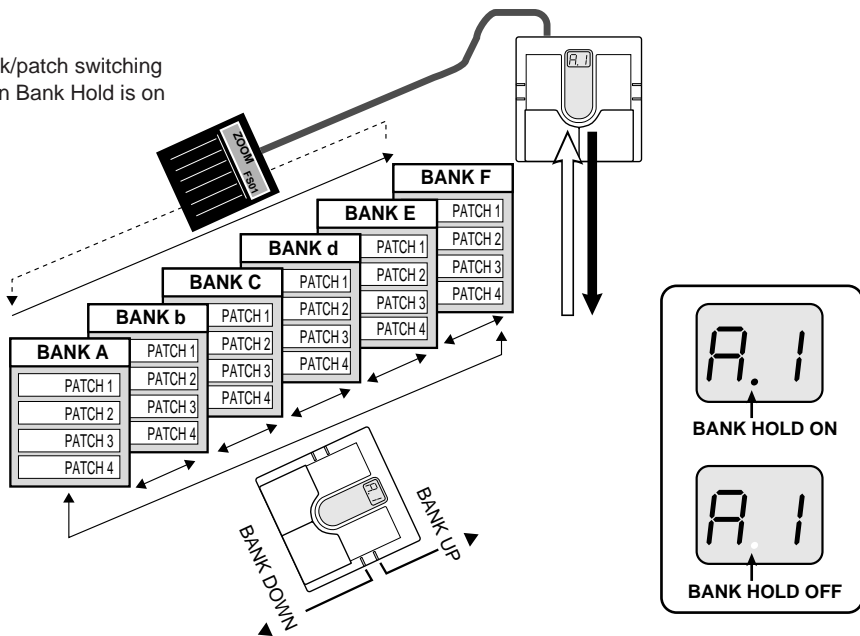 k/patch switching
n Bank Hold is on
A.1
ZOOM FS01
BANK F
PATCH 1
PATCH 2
PATCH 3
PATCH 4
BANK E
PATCH 1
PATCH 2
PATCH 3
PATCH 4
BANK d
PATCH 1
PATCH 2
PATCH 3
PATCH 4
BANK C
PATCH 1
PATCH 2
PATCH 3
PATCH 4
BANK b
PATCH 1
PATCH 2
PATCH 3
PATCH 4
BANK A
PATCH 1
PATCH 2
PATCH 3
PATCH 4
BANK UP
BANK DOWN
A.1
BANK HOLD ON
A.1
BANK HOLD OFF